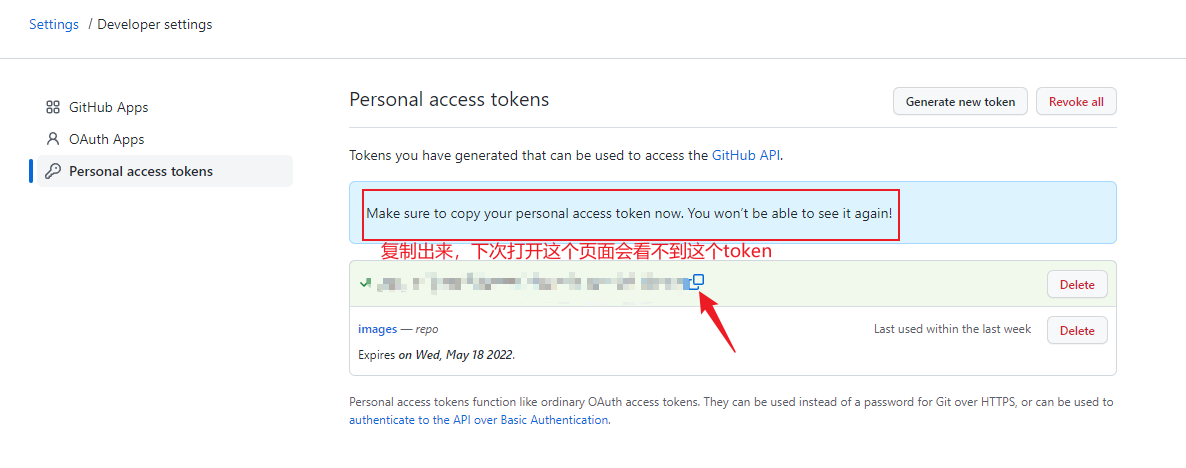 Settings / Developer settings
GitHub Apps
OAuth Apps
Personal access tokens
Personal access tokens
Generate new token
Revoke all
Tokens you have generated that can be used to access the GitHub API.
Make sure to copy your personal access token now. You won't be able to see it again!
复制出来，下次打开这个页面会看不到这个token
Delete
images — repo
Last used within the last week
Delete
Expires on Wed, May 18 2022.
Personal access tokens function like ordinary OAuth access tokens. They can be used instead of a password for Git over HTTPS, or can be used to
authenticate to the API over Basic Authentication.